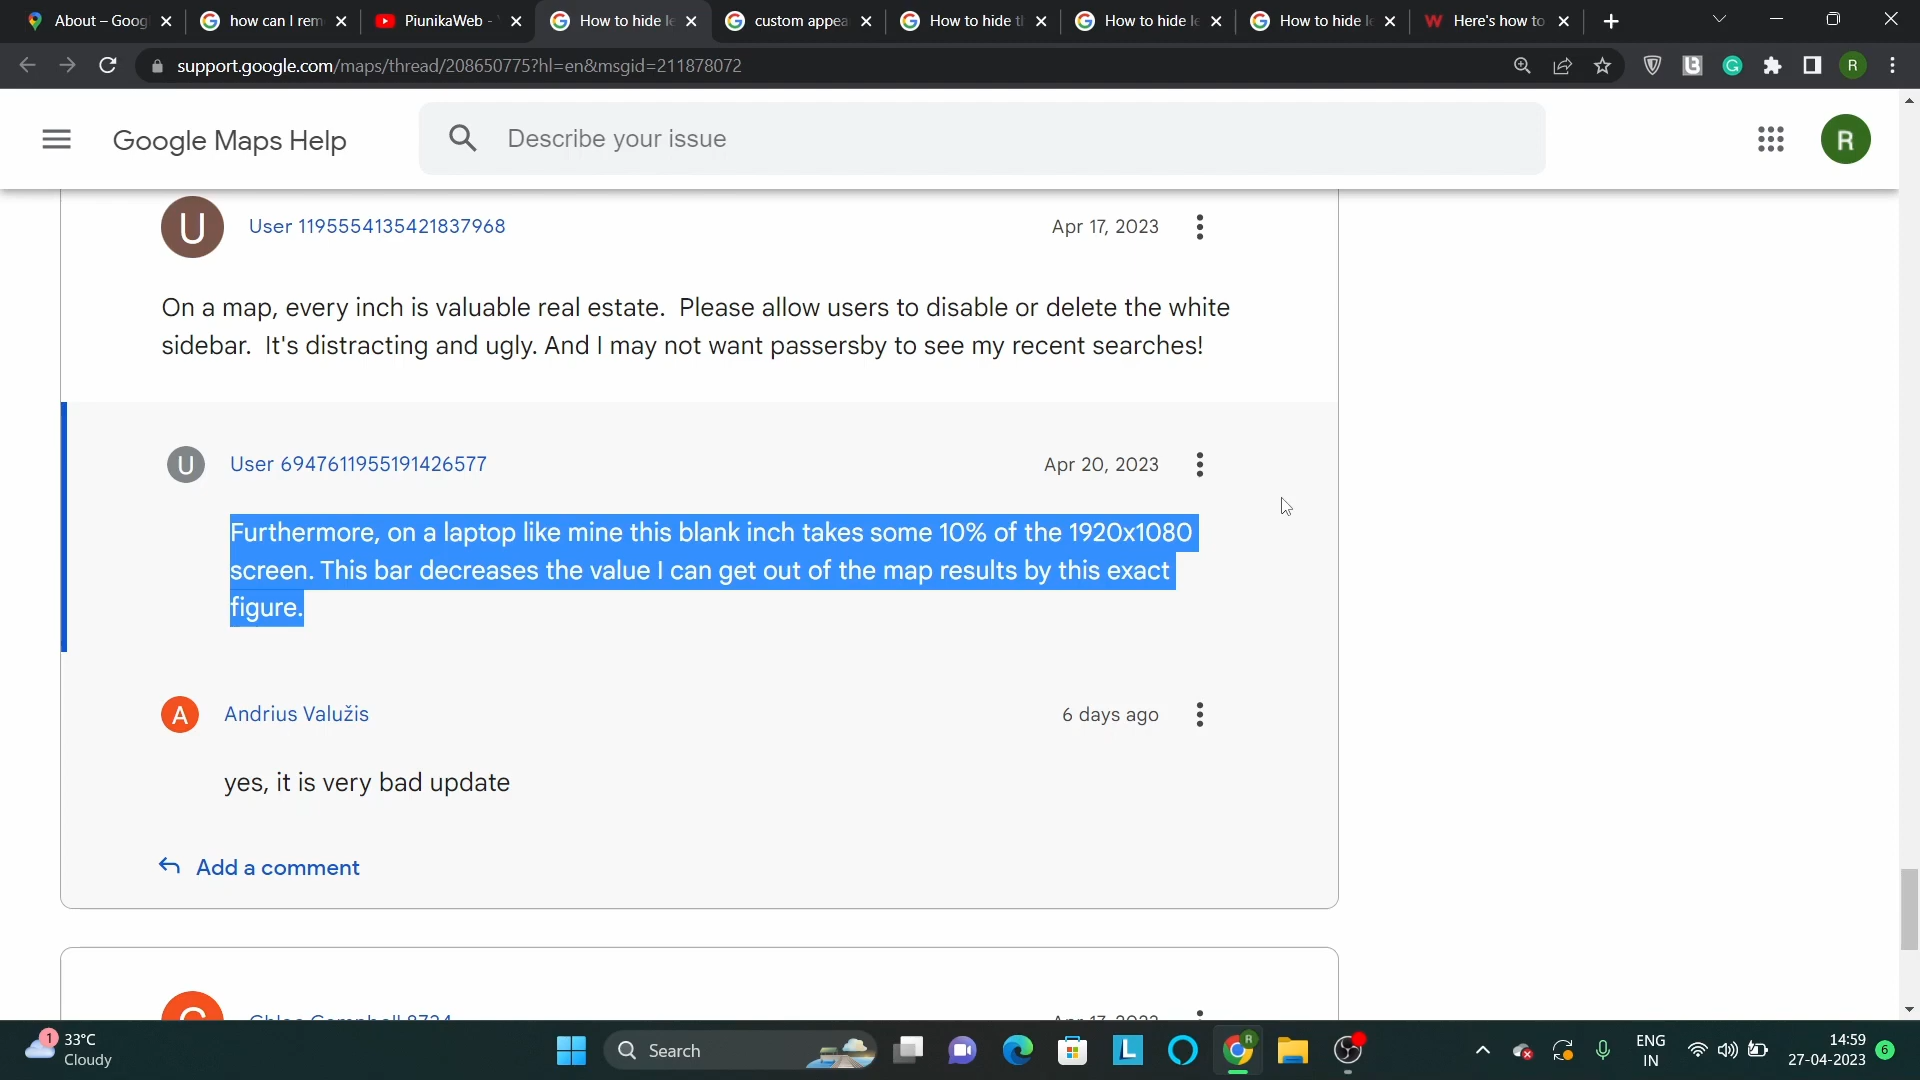 About – Goog
how can I rem
PiunikaWeb -
How to hide le
custom appea
How to hide t
How to hide le
How to hide le
W Here's how to
support.google.com/maps/thread/208650775?hl=en&msgid=211878072
R
Google Maps Help
Describe your issue
R
U User 1195554135421837968 Apr 17, 2023
On a map, every inch is valuable real estate. Please allow users to disable or delete the white
sidebar. It's distracting and ugly. And I may not want passersby to see my recent searches!
U User 6947611955191426577 Apr 20, 2023
Furthermore, on a laptop like mine this blank inch takes some 10% of the 1920x1080
screen. This bar decreases the value I can get out of the map results by this exact
figure.
A Andrius Valužis 6 days ago
yes, it is very bad update
Add a comment
1 33°C
Cloudy
Search
L
R
ENG
IN
14:59
27-04-2023
6